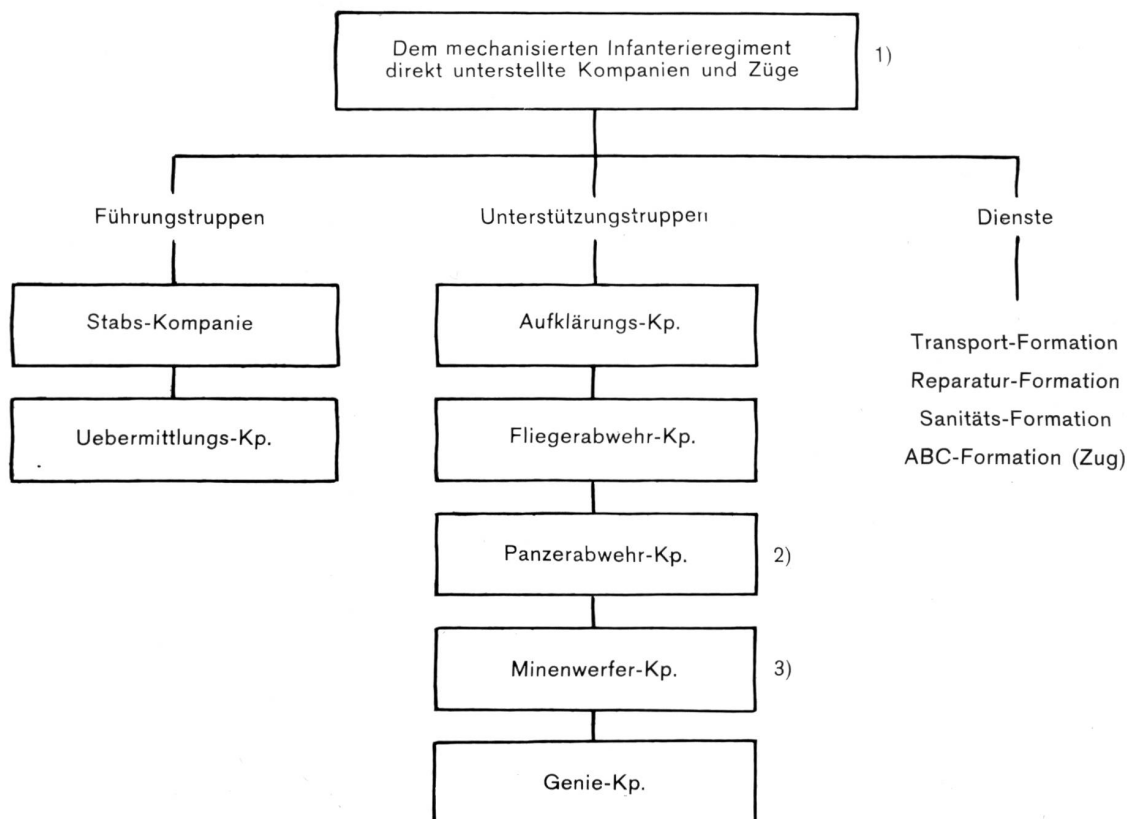 Dem mechanisierten Infanterieregiment
direkt unterstellte Kompanien und Züge
1)
Führungstruppen
Unterstützungstruppen
Dienste
Stabs-Kompanie
Uebermittlungs-Kp.
Aufklärungs-Kp.
Fliegerabwehr-Kp.
Panzerabwehr-Kp.
2)
Minenwerfer-Kp.
3)
Genie-Kp.
Transport-Formation
Reparatur-Formation
Sanitäts-Formation
ABC-Formation (Zug)